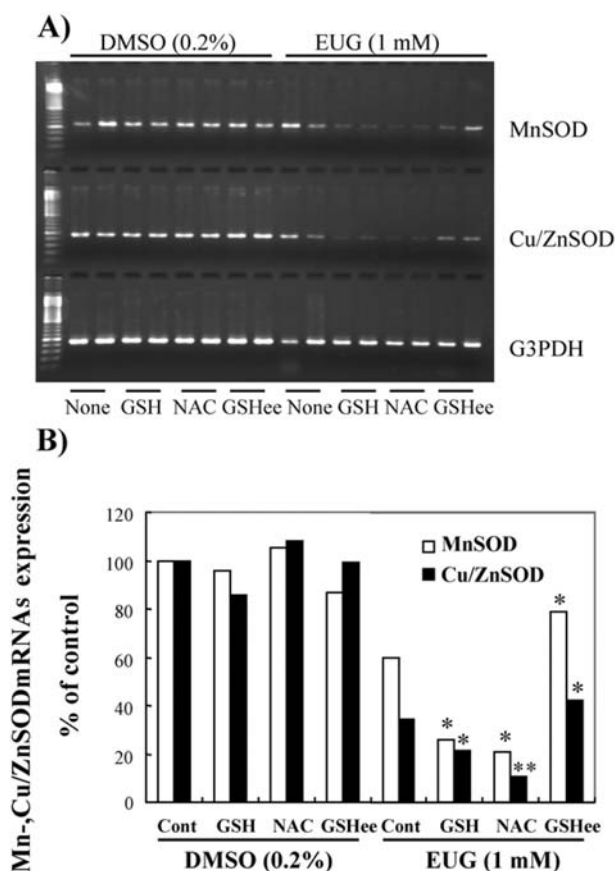 A)
DMSO (0.2%) EUG (1 mM)
MnSOD
Cu/ZnSOD
G3PDH
None GSH NAC GSHee None GSH NAC GSHee
B)
Mn-,Cu/ZnSODmRNAs expression
% of control
120
100
80
60
40
20
0
MnSOD
Cu/ZnSOD
*
*
* *
*
**
Cont GSH NAC GSHee Cont GSH NAC GSHee
DMSO (0.2%) EUG (1 mM)